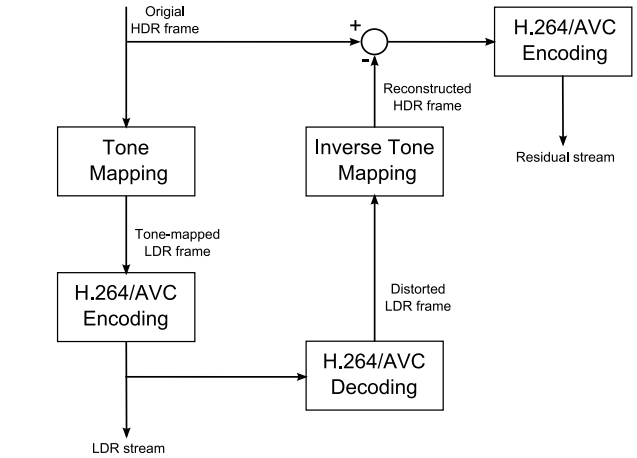 Origial
HDR frame
+
-
H.264/AVC
Encoding
Reconstructed
HDR frame
Tone
Mapping
Inverse Tone
Mapping
Residual stream
Tone-mapped
LDR frame
H.264/AVC
Encoding
Distorted
LDR frame
H.264/AVC
Decoding
LDR stream